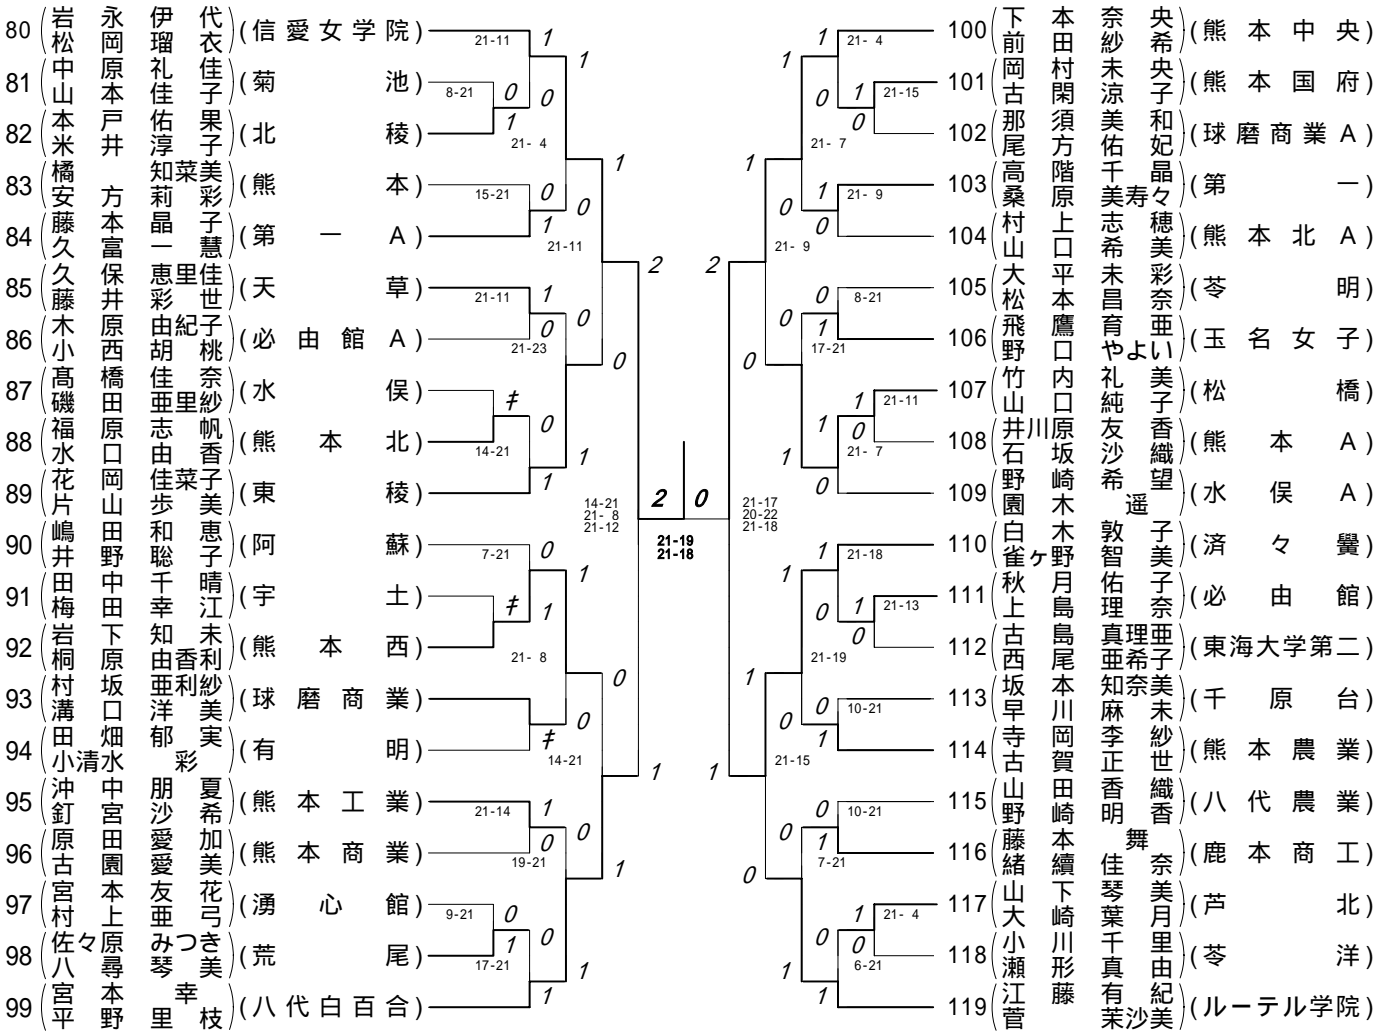 80 (岩永伊代 松岡瑠衣) (信愛女学院)
81 (中原礼佳 山本佳子) (菊池)
82 (本戸佑果 米井淳子) (北稜)
83 (橘知菜美 安方莉彩) (熊本)
84 (藤本晶子 久富一慧) (第一A)
85 (久保恵里佳 藤井彩世) (天草)
86 (木原由紀子 小西胡桃) (必由館A)
87 (髙橋佳奈 磯田亜里紗) (水俣)
88 (福原志帆 水口由香) (熊本北)
89 (花岡佳菜子 片山歩美) (東稜)
90 (嶋田和恵 井野聡子) (阿蘇)
91 (田中千晴 梅田幸江) (宇土)
92 (岩下知未 桐原由香利) (熊本西)
93 (村坂亜利紗 溝口洋美) (球磨商業)
94 (田畑郁実 小清水彩) (有明)
95 (沖中朋夏 釘宮沙希) (熊本工業)
96 (原田愛加 古園愛美) (熊本商業)
97 (宮本友花 村上亜弓) (湧心館)
98 (佐々原みつき 八尋琴美) (荒尾)
99 (宮本幸 平野里枝) (八代白百合)
21-11 1
8-21 0
1
0
1
21-4
15-21 0
1
0
1
21-11
21-11 1
0
21-23
0
0
2
キ
14-21 0
1
1
7-21 0
キ
1
1
21-8
キ
0
0
14-21
21-14 1
0
19-21
0
1
9-21 0
1
17-21 0
1
1
1
14-21
21-8
21-12
2 0
21-19
21-18
21-17
20-22
21-18
1 21-4
1
0 1 21-15
0
21-7
1
1 21-9
0 0
21-9
2
0 8-21
0 1
17-21
0
1 21-11
1 0
21-7
1
0
1 21-18
1
0 1 21-13
0
21-19
1
0 10-21
0 1
21-15
1
0 10-21
0 1
7-21
0
1 21-4
0 0
6-21
1
1
100 (下本奈央 前田紗希) (熊本中央)
101 (岡村未央 古閑涼子) (熊本国府)
102 (那須美和 尾方佑妃) (球磨商業A)
103 (高階千晶 桑原美寿々) (第一)
104 (村上志穂 山口希美) (熊本北A)
105 (大平未彩 松本昌奈) (苓明)
106 (飛鷹育亜 野口やよい) (玉名女子)
107 (竹内礼美 山口純子) (松橋)
108 (井川原友香 石坂沙織) (熊本A)
109 (野崎希望 園木遥) (水俣A)
110 (白木敦子 雀ヶ野智美) (済々黌)
111 (秋月佑子 上島理奈) (必由館)
112 (古島真理亜 西尾亜希子) (東海大学第二)
113 (坂本知奈美 早川麻未) (千原台)
114 (寺岡李紗 古賀正世) (熊本農業)
115 (山田香織 野崎明香) (八代農業)
116 (藤本舞 緒續佳奈) (鹿本商工)
117 (山下琴美 大崎葉月) (芦北)
118 (小川千里 瀬形真由) (苓洋)
119 (江藤有紀 菅茉沙美) (ルーテル学院)